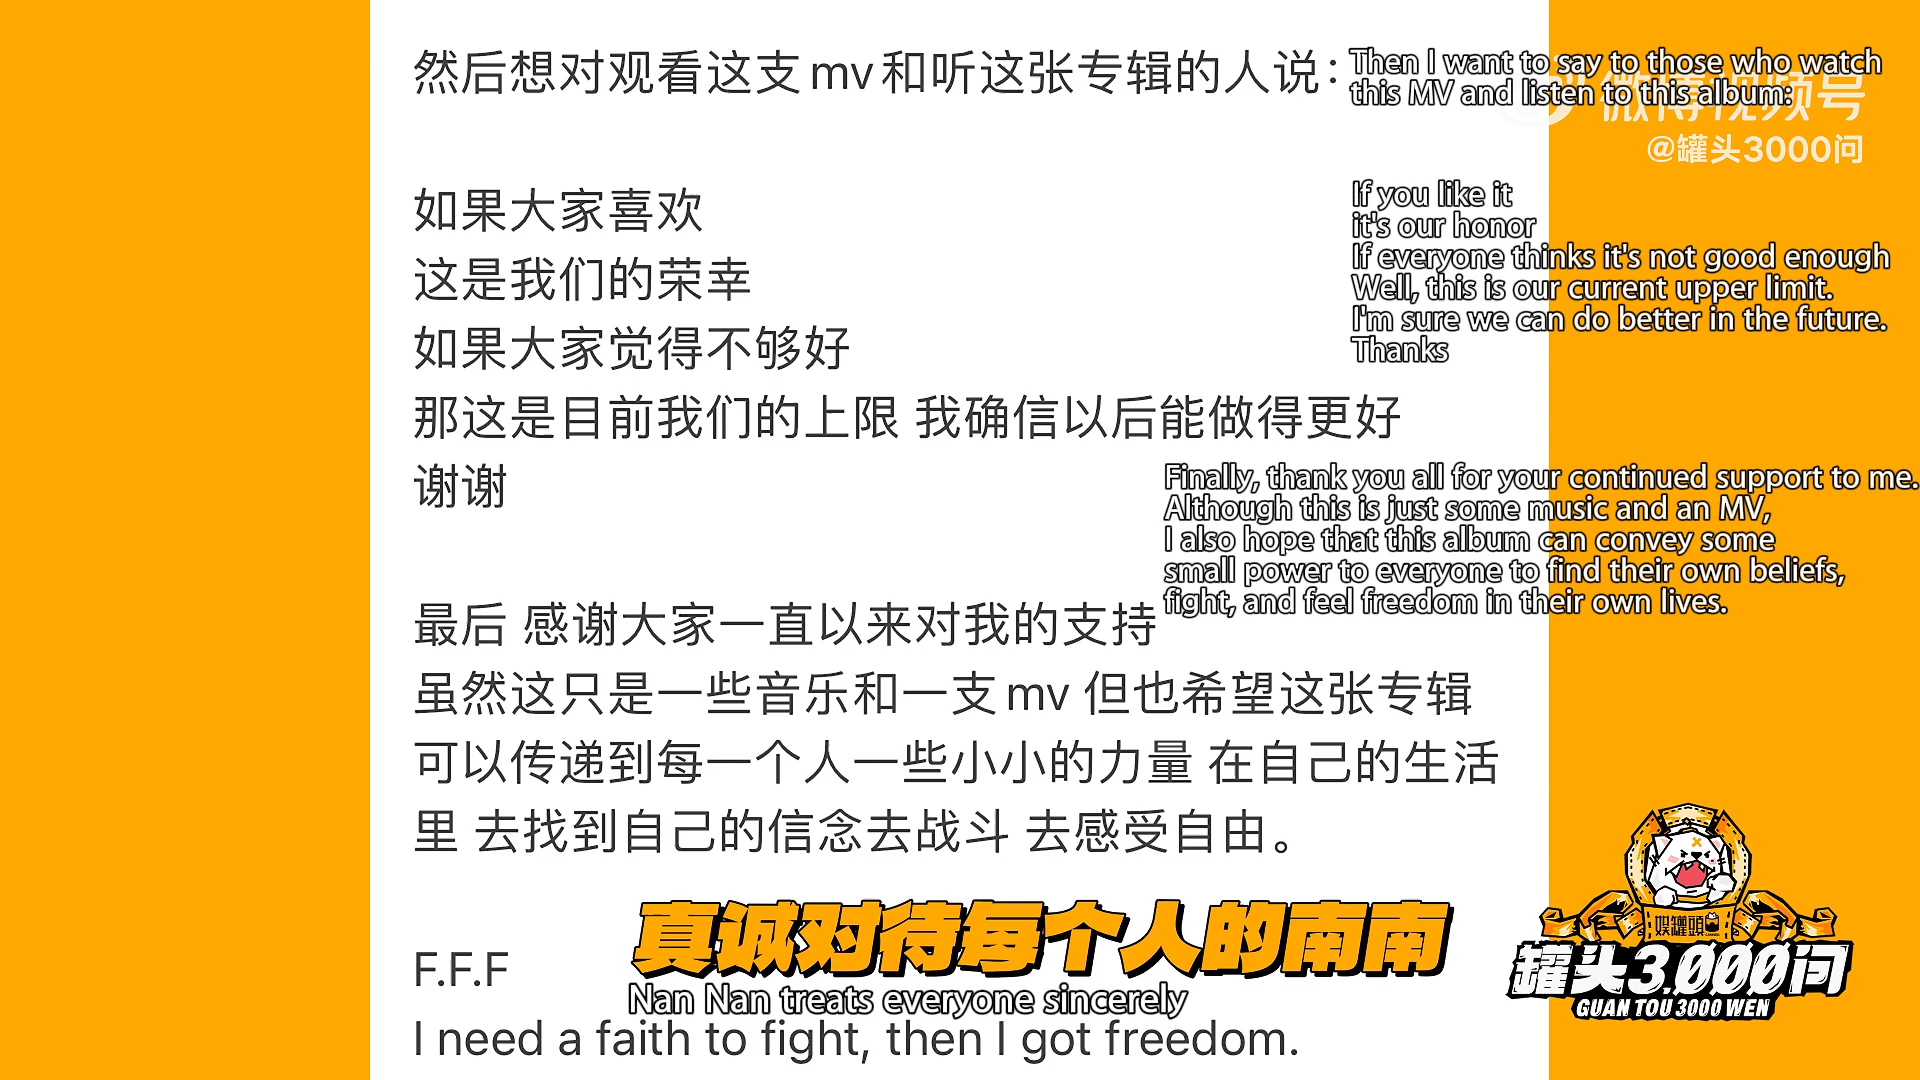 然后想对观看这支mv和听这张专辑的人说：
Then I want to say to those who watch
this MV and listen to this album:
微博视频号
@罐头3000问
如果大家喜欢
这是我们的荣幸
如果大家觉得不够好
那这是目前我们的上限 我确信以后能做得更好
谢谢
If you like it
it's our honor
If everyone thinks it's not good enough
Well, this is our current upper limit.
I'm sure we can do better in the future.
Thanks
Finally, thank you all for your continued support to me.
Although this is just some music and an MV,
I also hope that this album can convey some
small power to everyone to find their own beliefs,
fight, and feel freedom in their own lives.
最后 感谢大家一直以来对我的支持
虽然这只是一些音乐和一支mv 但也希望这张专辑
可以传递到每一个人一些小小的力量 在自己的生活
里 去找到自己的信念去战斗 去感受自由。
真诚对待每个人的南南
F.F.F
Nan Nan treats everyone sincerely
I need a faith to fight, then I got freedom.
娱罐頭
罐头3,000问
GUAN TOU 3000 WEN